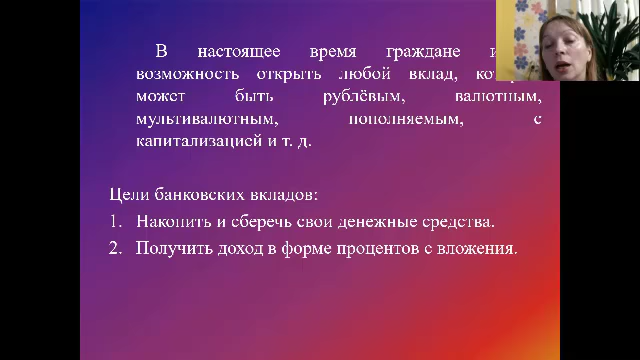 В настоящее время граждане
возможность открыть любой вклад,
может быть рублёвым, валютным,
мультивалютным, пополняемым, с
капитализацией и т. д.
Цели банковских вкладов:
1. Накопить и сберечь свои денежные средства.
2. Получить доход в форме процентов с вложения.